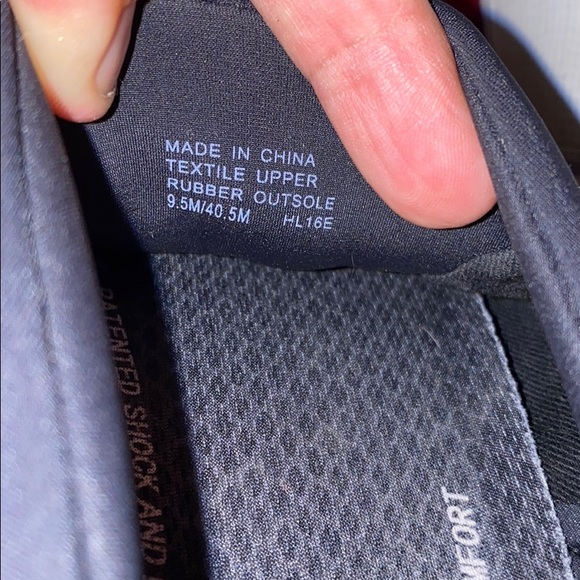 MADE IN CHINA
TEXTILE UPPER
RUBBER OUTSOLE
9.5M/40.5M HL16E
PATENTED SHOCK AND
MFORT